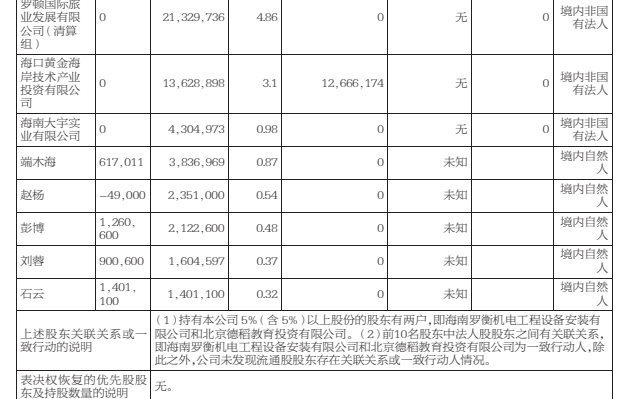 罗顿国际旅
业发展有限
公司（清算
组）
0
21,329,736
4.86
0
无
0
境内非国
有法人
海口黄金海
岸技术产业
投资有限公
司
0
13,628,898
3.1
12,666,174
无
0
境内非国
有法人
海南大宇实
业有限公司
0
4,304,973
0.98
0
无
0
境内非国
有法人
端木海
617,011
3,836,969
0.87
0
未知
境内自然
人
赵杨
-49,000
2,351,000
0.54
0
未知
境内自然
人
彭博
1,260,
600
2,122,600
0.48
0
未知
境内自然
人
刘蓉
900,600
1,604,597
0.37
0
未知
境内自然
人
石云
1,401,
100
1,401,100
0.32
0
未知
境内自然
人
上述股东关联关系或一
致行动的说明
（1）持有本公司5%（含5%）以上股份的股东有两户，即海南罗衡机电工程设备安装有
限公司和北京德稻教育投资有限公司。（2）前10名股东中法人股股东之间有关联关系，
即海南罗衡机电工程设备安装有限公司和北京德稻教育投资有限公司为一致行动人，除
此之外，公司未发现流通股股东存在关联关系或一致行动人情况。
表决权恢复的优先股股
东及持股数量的说明
无。